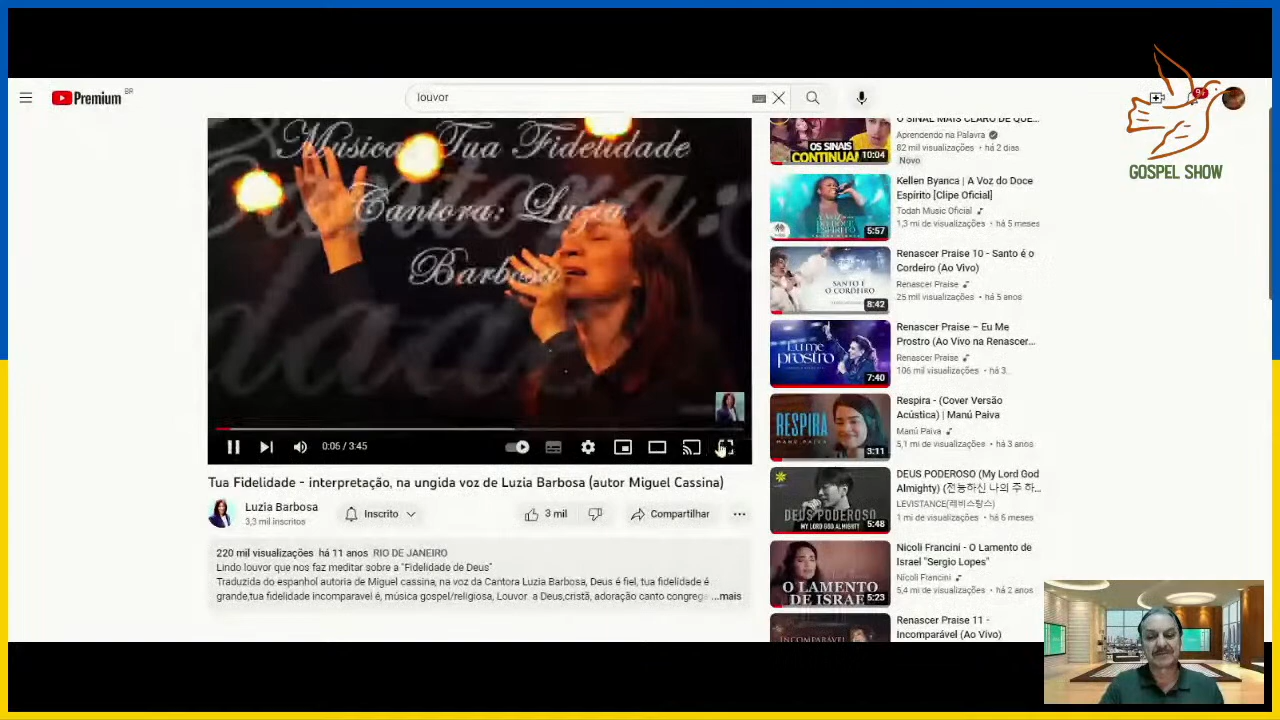 Premium BR
louvor
9+
GOSPEL SHOW
Música: Tua Fidelidade
Cantora: Luzia
Barbosa
0:06 / 3:45
Tua Fidelidade - interpretação, na ungida voz de Luzia Barbosa (autor Miguel Cassina)
Luzia Barbosa
3,3 mil inscritos
Inscrito
3 mil
Compartilhar
220 mil visualizações há 11 anos RIO DE JANEIRO
Lindo louvor que nos faz meditar sobre a "Fidelidade de Deus"
Traduzida do espanhol autoria de Miguel cassina, na voz da Cantora Luzia Barbosa, Deus é fiel, tua fidelidade é
grande,tua fidelidade incomparavel é, música gospel/religiosa, Louvor a Deus,cristã, adoração canto congreg ...mais
O SINAL MAIS CLARO DE QUE...
Aprendendo na Palavra
82 mil visualizações • há 2 dias
Novo
OS SINAIS
CONTINUAM
10:04
Kellen Byanca | A Voz do Doce
Espírito [Clipe Oficial]
Todah Music Oficial
1,3 mi de visualizações • há 5 meses
A VOZ
DO DOCE
ESPÍRITO
5:57
Renascer Praise 10 - Santo é o
Cordeiro (Ao Vivo)
Renascer Praise
25 mil visualizações • há 5 anos
SANTO É
O CORDEIRO
8:42
Renascer Praise – Eu Me
Prostro (Ao Vivo na Renascer...
Renascer Praise
106 mil visualizações • há 3...
Eu me
prostro
7:40
Respira - (Cover Versão
Acústica) | Manú Paiva
Manú Paiva
5,1 mi de visualizações • há 3 anos
RESPIRA
MANÚ PAIVA
3:11
DEUS PODEROSO (My Lord God
Almighty) (전능하신 나의 주 하...
LEVISTANCE(레비스탕스)
1 mi de visualizações • há 6 meses
DEUS PODEROSO
MY LORD GOD ALMIGHTY
5:48
Nicoli Francini - O Lamento de
Israel "Sergio Lopes"
Nicoli Francini
5,4 mi de visualizações • há 2 anos
O LAMENTO
DE ISRAEL
5:23
Renascer Praise 11 -
Incomparável (Ao Vivo)
INCOMPARÁVEL